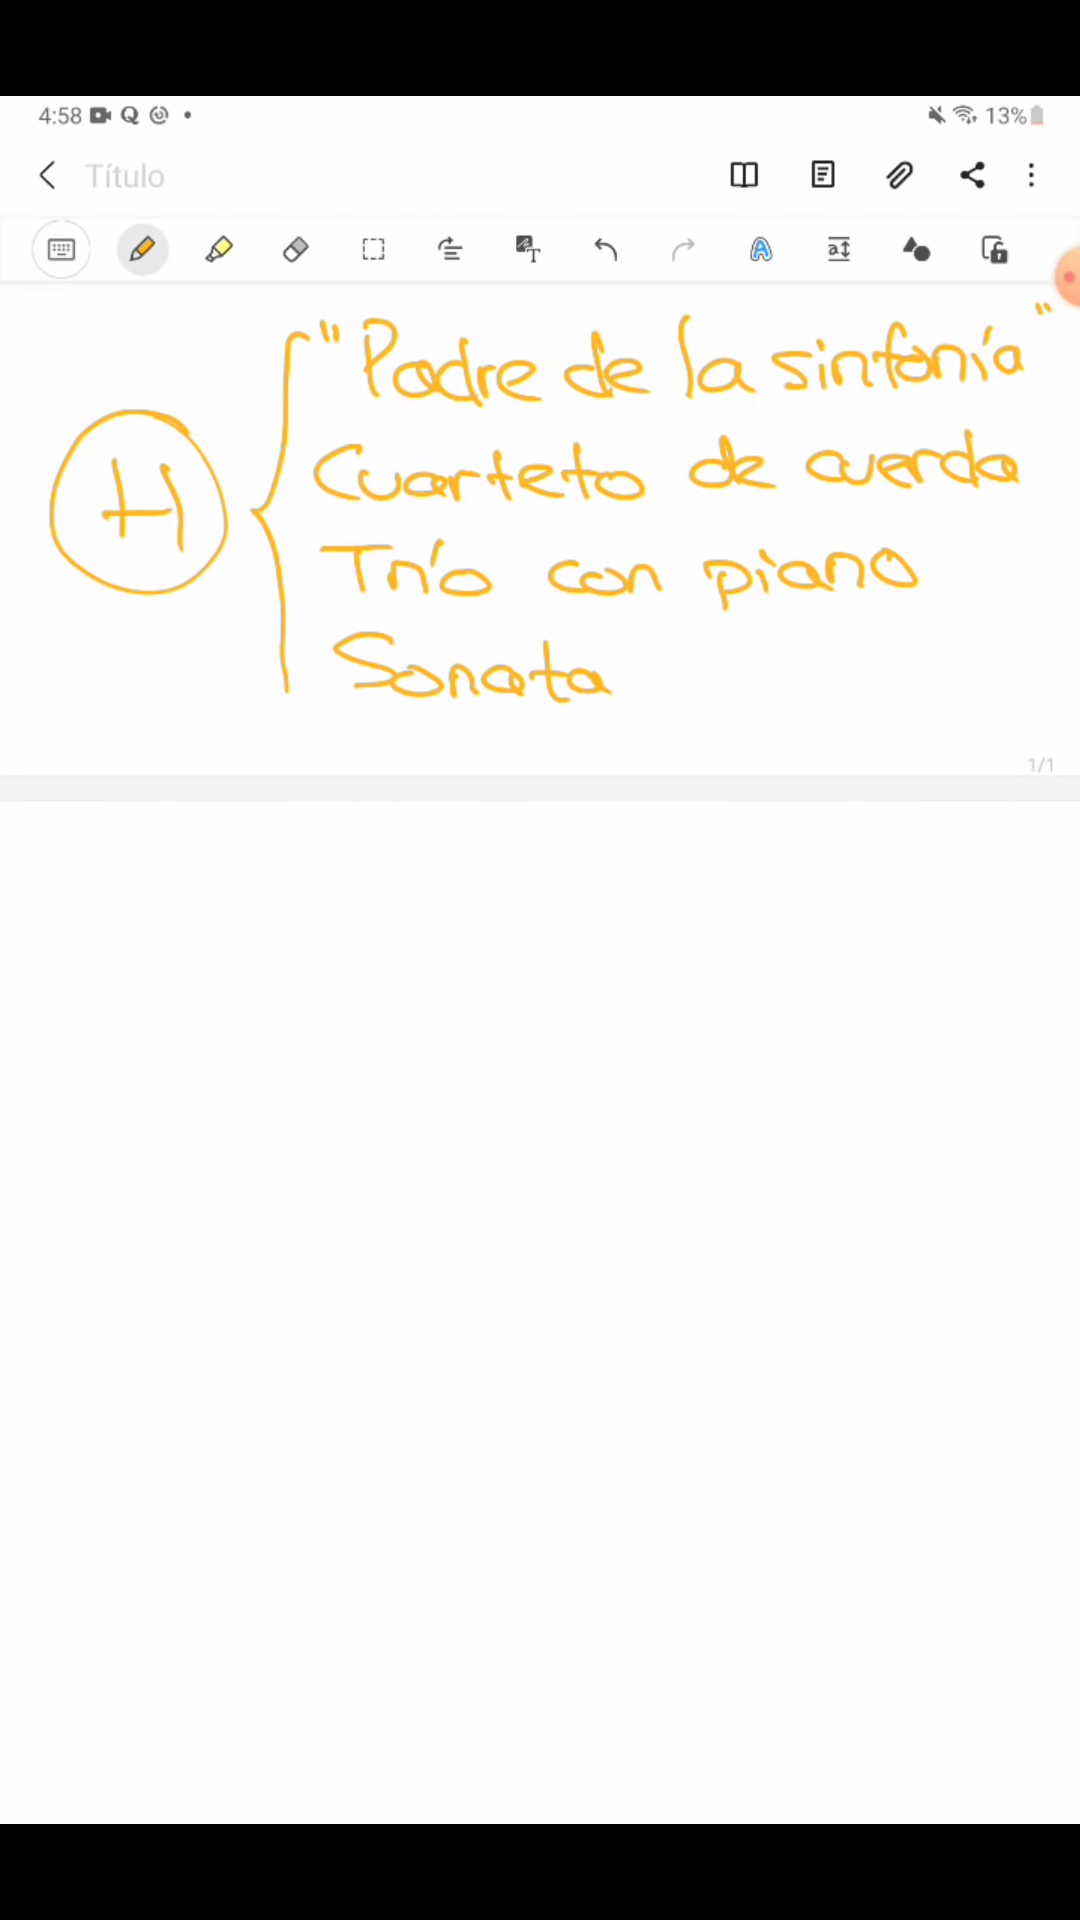 4:58
13%
Título
"Padre de la sinfonía"
H
Cuarteto de cuerda
Trío con piano
Sonata
1/1